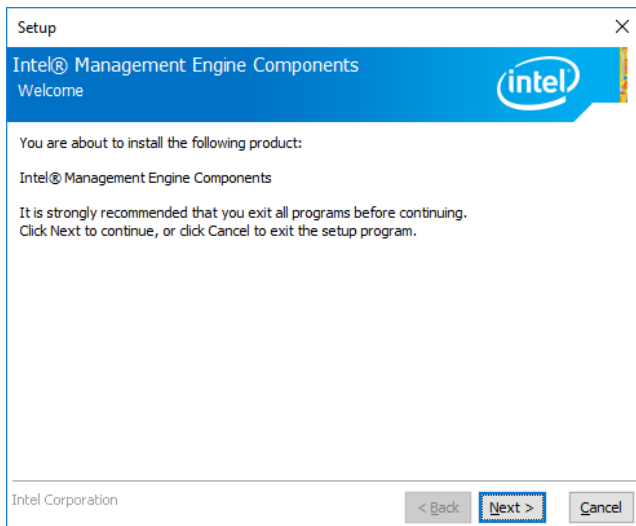 Setup
Intel® Management Engine Components
Welcome
intel
You are about to install the following product:
Intel® Management Engine Components
It is strongly recommended that you exit all programs before continuing.
Click Next to continue, or click Cancel to exit the setup program.
Intel Corporation
< Back
Next >
Cancel